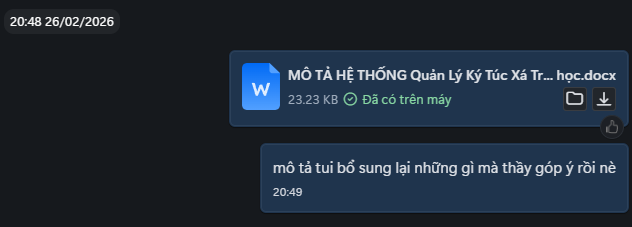 20:48 26/02/2026
MÔ TẢ HỆ THỐNG Quản Lý Ký Túc Xá Tr... học.docx
W
23.23 KB Đã có trên máy
mô tả tui bổ sung lại những gì mà thầy góp ý rồi nè
20:49